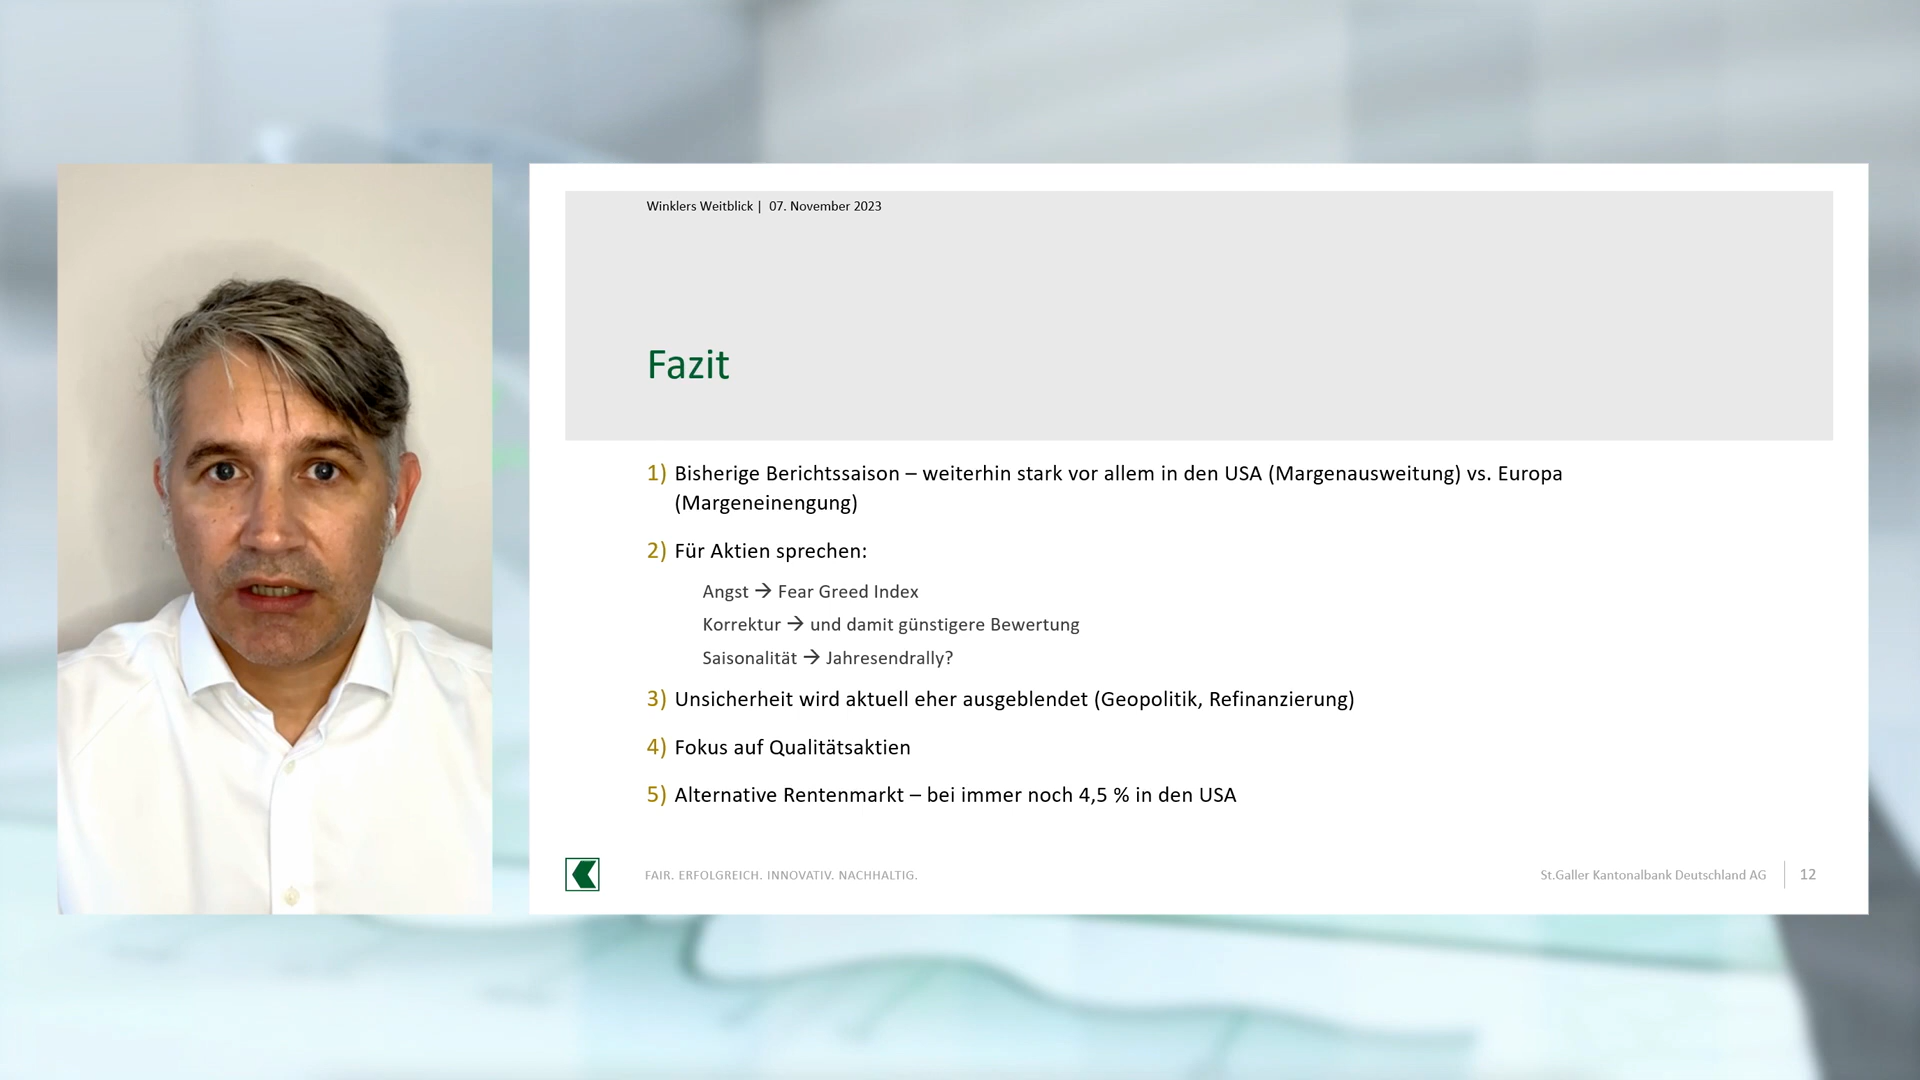 Winklers Weitblick | 07. November 2023
Fazit
1) Bisherige Berichtssaison – weiterhin stark vor allem in den USA (Margenausweitung) vs. Europa
(Margeneinengung)
2) Für Aktien sprechen:
Angst → Fear Greed Index
Korrektur → und damit günstigere Bewertung
Saisonalität → Jahresendrally?
3) Unsicherheit wird aktuell eher ausgeblendet (Geopolitik, Refinanzierung)
4) Fokus auf Qualitätsaktien
5) Alternative Rentenmarkt – bei immer noch 4,5 % in den USA
FAIR. ERFOLGREICH. INNOVATIV. NACHHALTIG.
St.Galler Kantonalbank Deutschland AG | 12